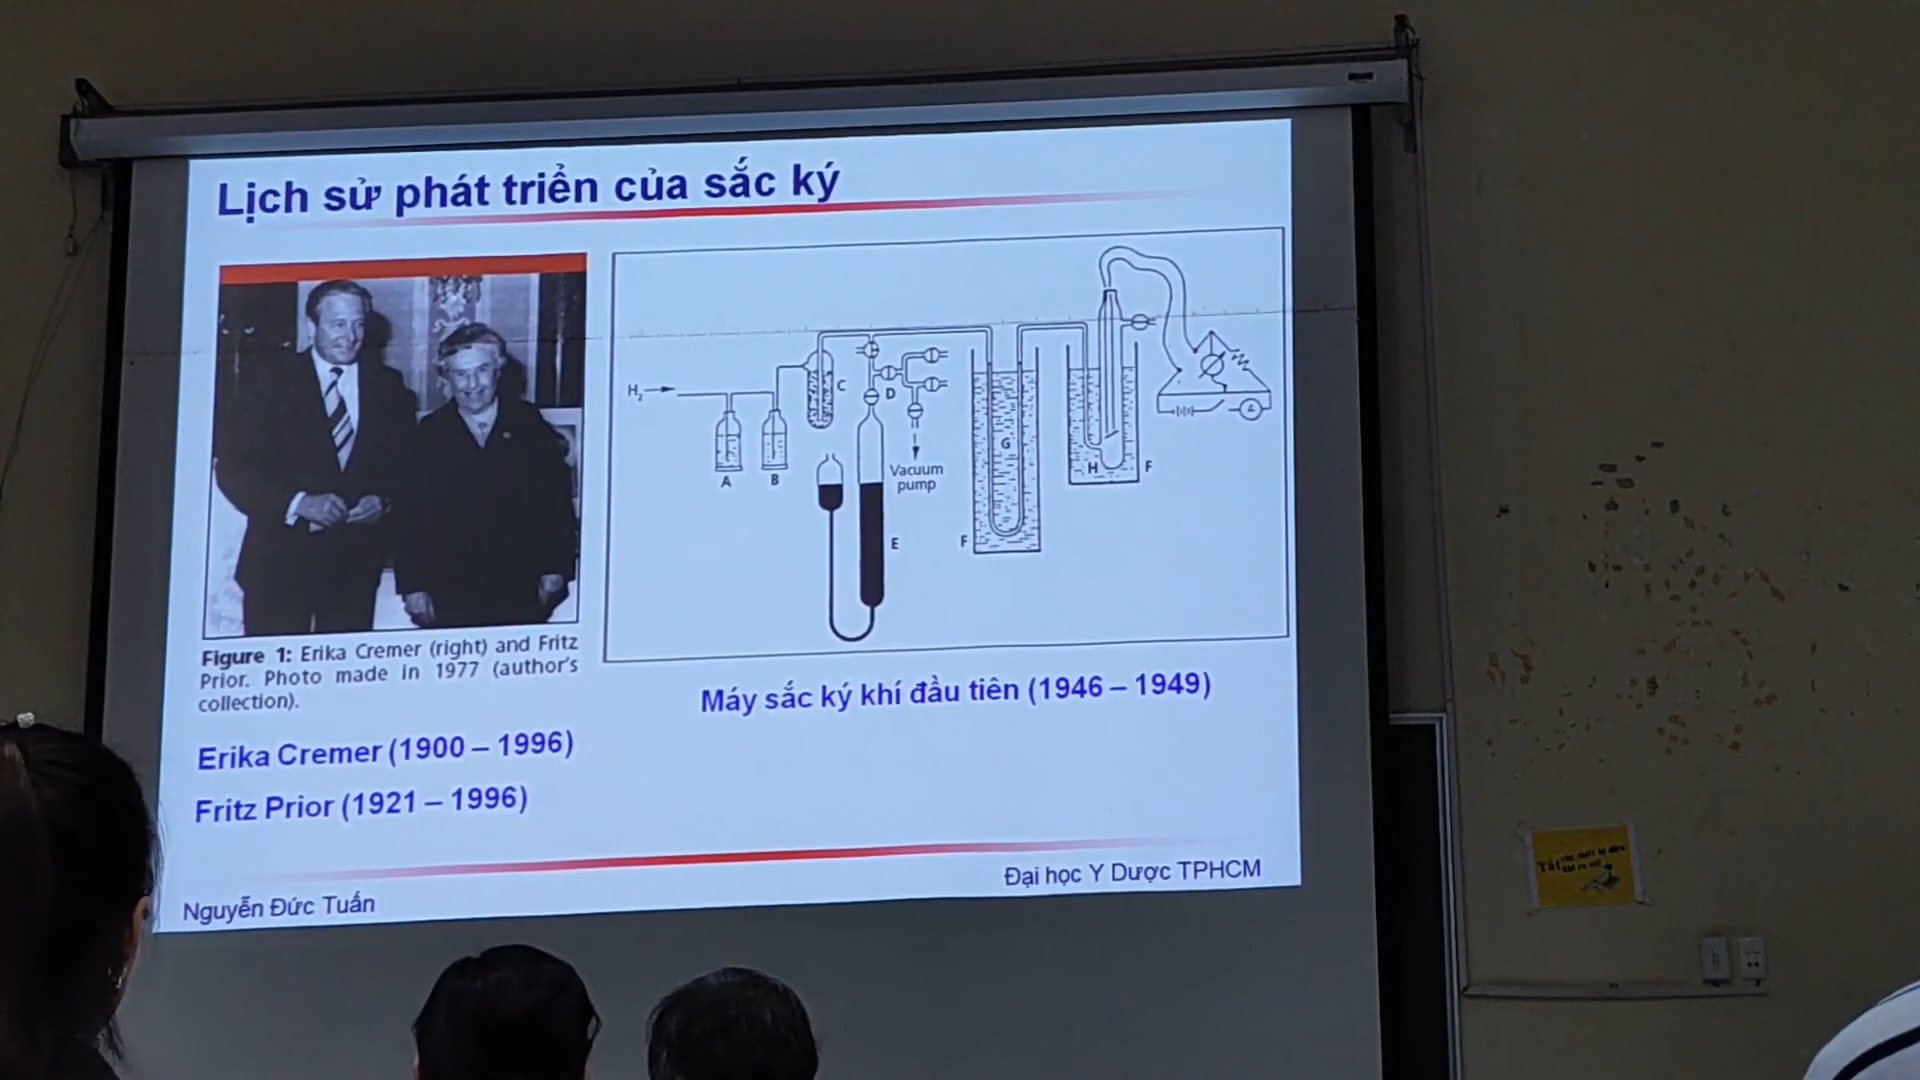 Lịch sử phát triển của sắc ký
H₂
A
B
C
D
E
Vacuum
pump
F
G
H
F
Figure 1: Erika Cremer (right) and Fritz
Prior. Photo made in 1977 (author's
collection).
Máy sắc ký khí đầu tiên (1946 – 1949)
Erika Cremer (1900 – 1996)
Fritz Prior (1921 – 1996)
Nguyễn Đức Tuấn
Đại học Y Dược TPHCM
Tắt